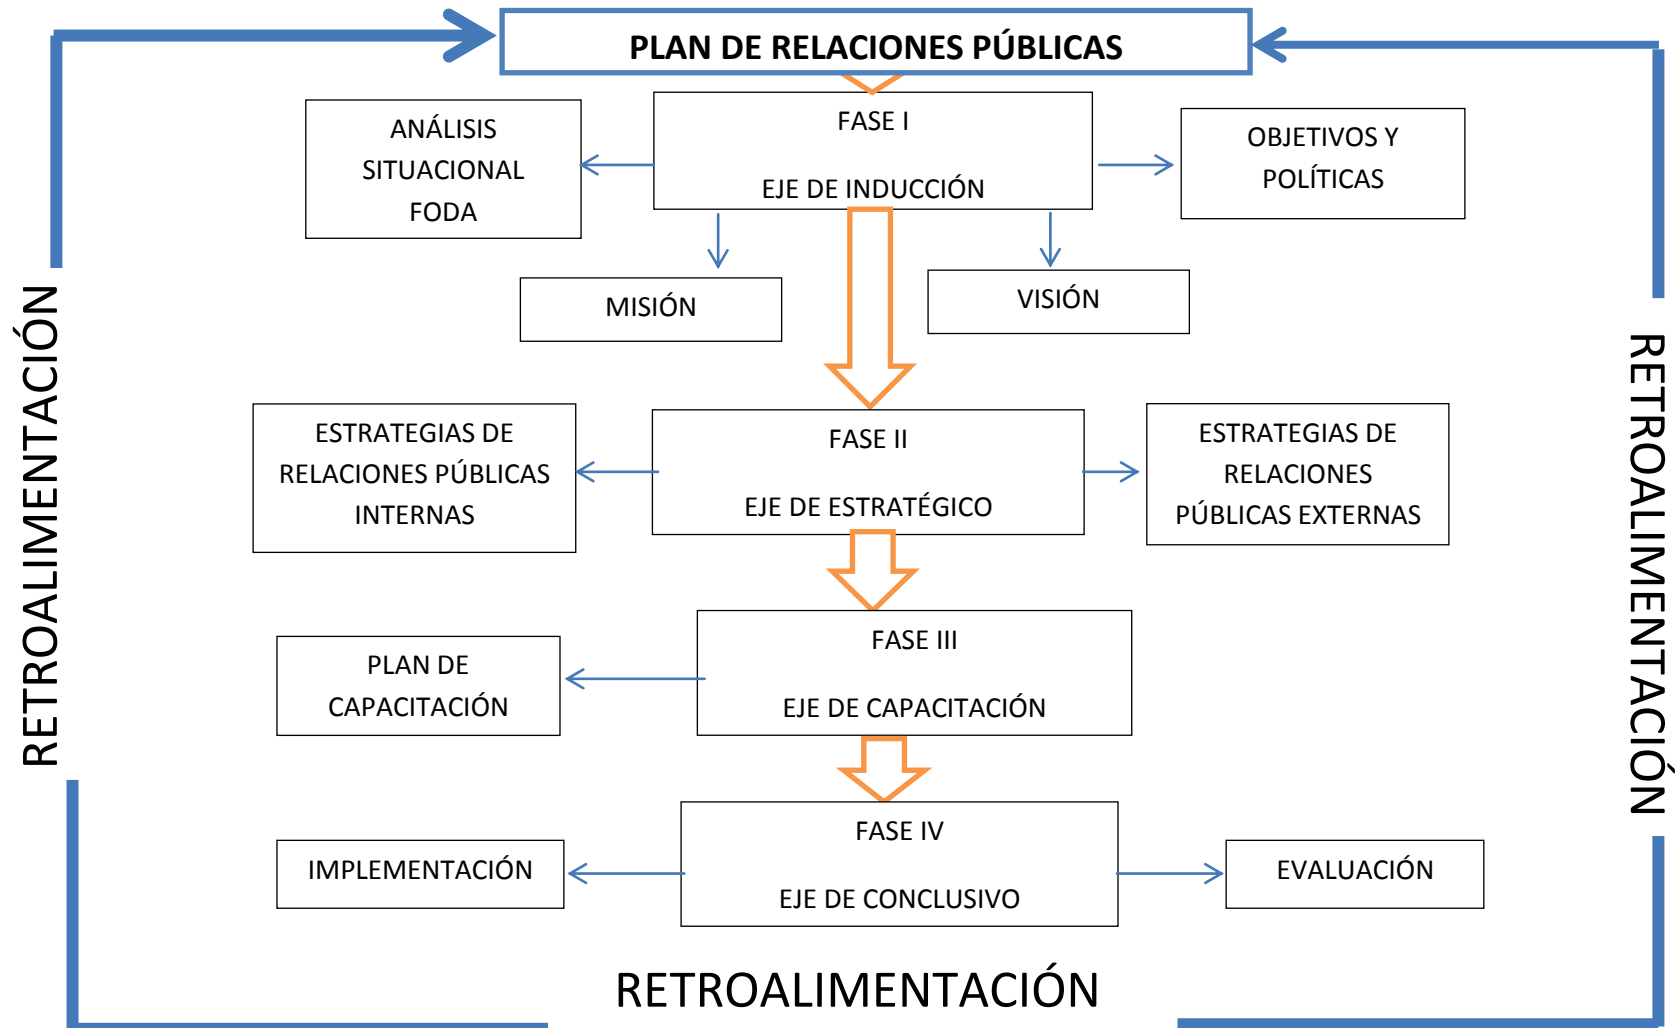 PLAN DE RELACIONES PÚBLICAS
ANÁLISIS
SITUACIONAL
FODA
FASE I
EJE DE INDUCCIÓN
OBJETIVOS Y
POLÍTICAS
MISIÓN
VISIÓN
RETROALIMENTACIÓN
RETROALIMENTACIÓN
ESTRATEGIAS DE
RELACIONES PÚBLICAS
INTERNAS
FASE II
EJE DE ESTRATÉGICO
ESTRATEGIAS DE
RELACIONES
PÚBLICAS EXTERNAS
PLAN DE
CAPACITACIÓN
FASE III
EJE DE CAPACITACIÓN
IMPLEMENTACIÓN
FASE IV
EJE DE CONCLUSIVO
EVALUACIÓN
RETROALIMENTACIÓN